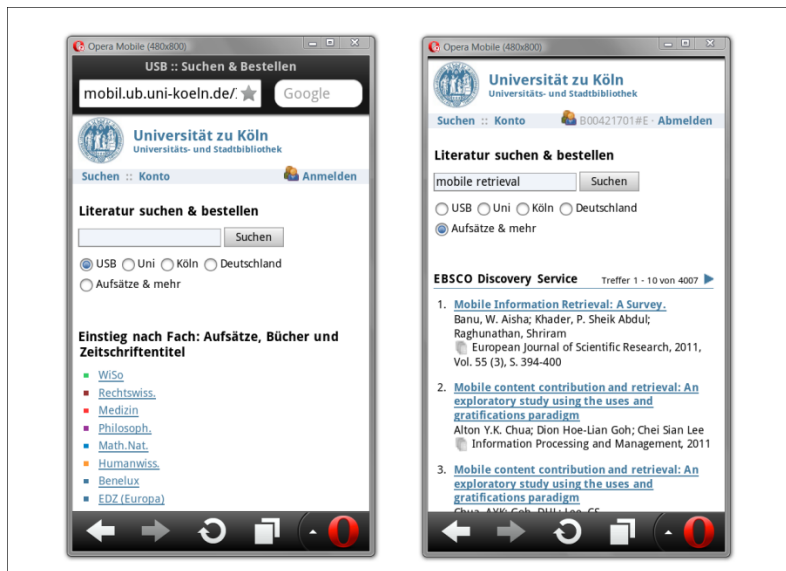 Opera Mobile (480x800)
USB :: Suchen & Bestellen
mobil.ub.uni-koeln.de/
Google
Universität zu Köln
Universitäts- und Stadtbibliothek
Suchen :: Konto
Anmelden
Literatur suchen & bestellen
Suchen
USB Uni Köln Deutschland
Aufsätze & mehr
Einstieg nach Fach: Aufsätze, Bücher und
Zeitschriftentitel
WiSo
Rechtswiss.
Medizin
Philosoph.
Math.Nat.
Humanwiss.
Benelux
EDZ (Europa)
Opera Mobile (480x800)
Universität zu Köln
Universitäts- und Stadtbibliothek
Suchen :: Konto
B00421701#E - Abmelden
Literatur suchen & bestellen
mobile retrieval
Suchen
USB Uni Köln Deutschland
Aufsätze & mehr
EBSCO Discovery Service
Treffer 1 - 10 von 4007
1. Mobile Information Retrieval: A Survey.
Banu, W. Aisha; Khader, P. Sheik Abdul;
Raghunathan, Shriram
European Journal of Scientific Research, 2011,
Vol. 55 (3), S. 394-400
2. Mobile content contribution and retrieval: An
exploratory study using the uses and
gratifications paradigm
Alton Y.K. Chua; Dion Hoe-Lian Goh; Chei Sian Lee
Information Processing and Management, 2011
3. Mobile content contribution and retrieval: An
exploratory study using the uses and
gratifications paradigm
Chua, AYK; Goh, DHL; Lee, CS